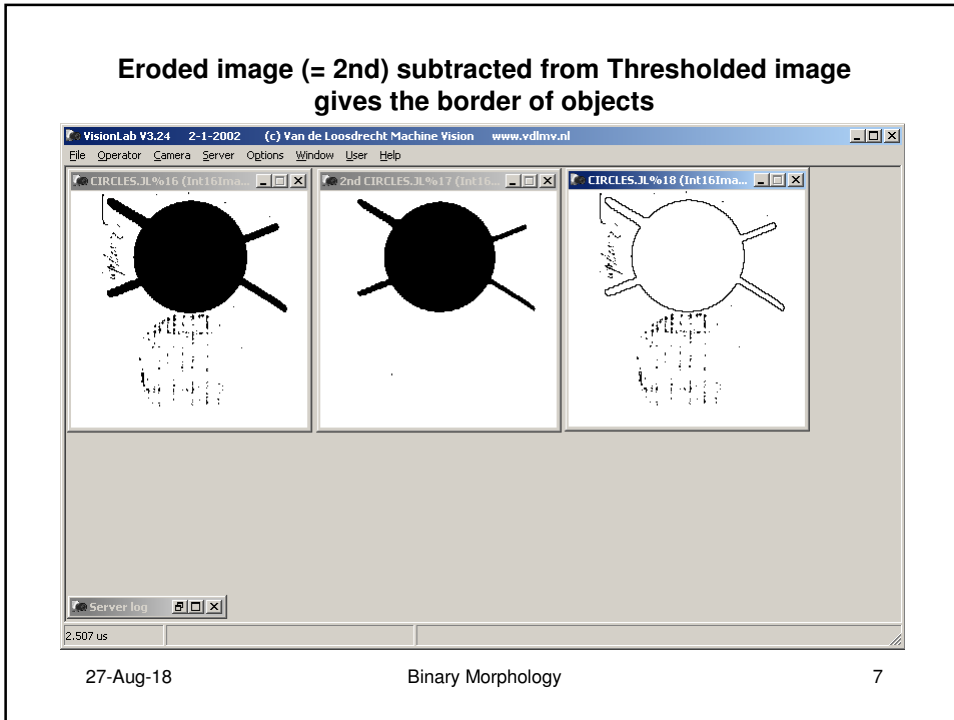 Eroded image (= 2nd) subtracted from Thresholded image
gives the border of objects
VisionLab V3.24 2-1-2002 (c) Van de Loosdrecht Machine Vision www.vdlmv.nl
File Operator Camera Server Options Window User Help
CIRCLES.JL%16 (Int16Ima...
2nd CIRCLES.JL%17 (Int16...
CIRCLES.JL%18 (Int16Ima...
Server log
2.507 us
27-Aug-18
Binary Morphology
7